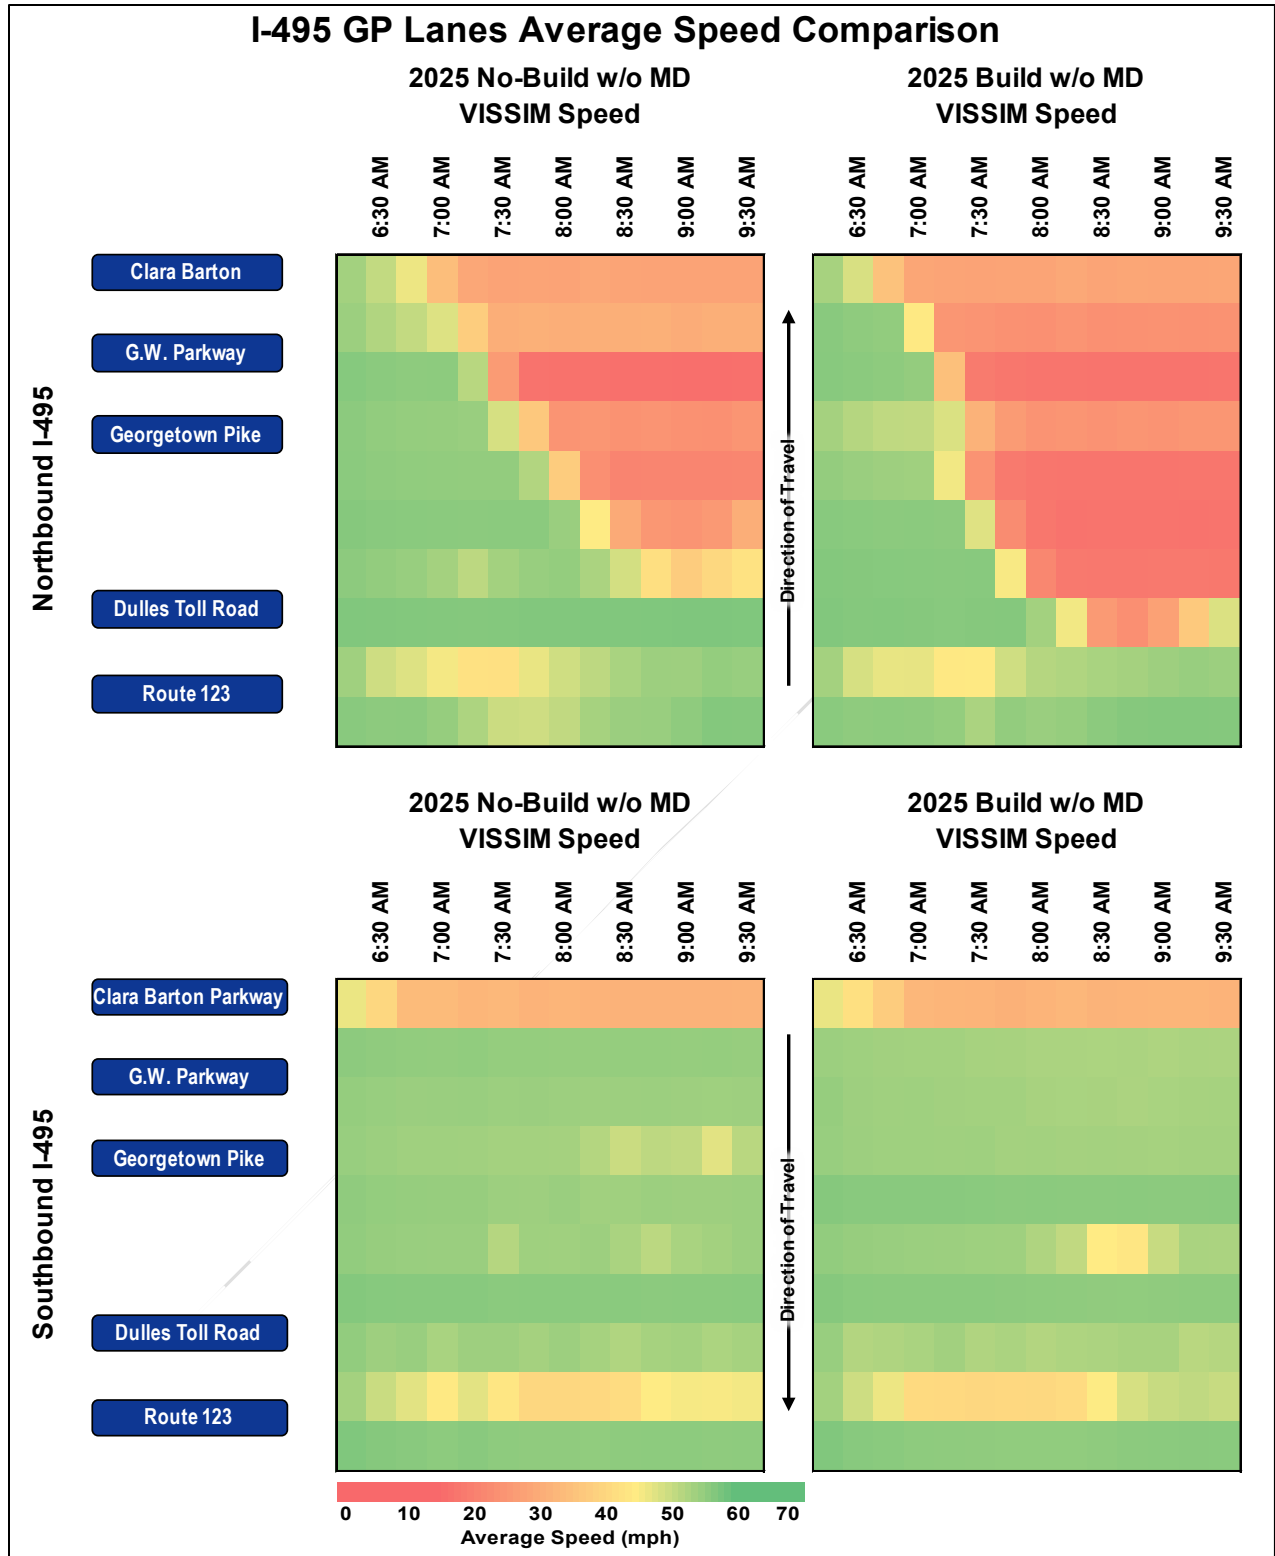 I-495 GP Lanes Average Speed Comparison
2025 No-Build w/o MD
VISSIM Speed
2025 Build w/o MD
VISSIM Speed
6:30 AM
7:00 AM
7:30 AM
8:00 AM
8:30 AM
9:00 AM
9:30 AM
6:30 AM
7:00 AM
7:30 AM
8:00 AM
8:30 AM
9:00 AM
9:30 AM
Northbound I-495
Clara Barton
G.W. Parkway
Georgetown Pike
Dulles Toll Road
Route 123
Direction of Travel
2025 No-Build w/o MD
VISSIM Speed
2025 Build w/o MD
VISSIM Speed
6:30 AM
7:00 AM
7:30 AM
8:00 AM
8:30 AM
9:00 AM
9:30 AM
6:30 AM
7:00 AM
7:30 AM
8:00 AM
8:30 AM
9:00 AM
9:30 AM
Southbound I-495
Clara Barton Parkway
G.W. Parkway
Georgetown Pike
Dulles Toll Road
Route 123
Direction of Travel
0 10 20 30 40 50 60 70
Average Speed (mph)